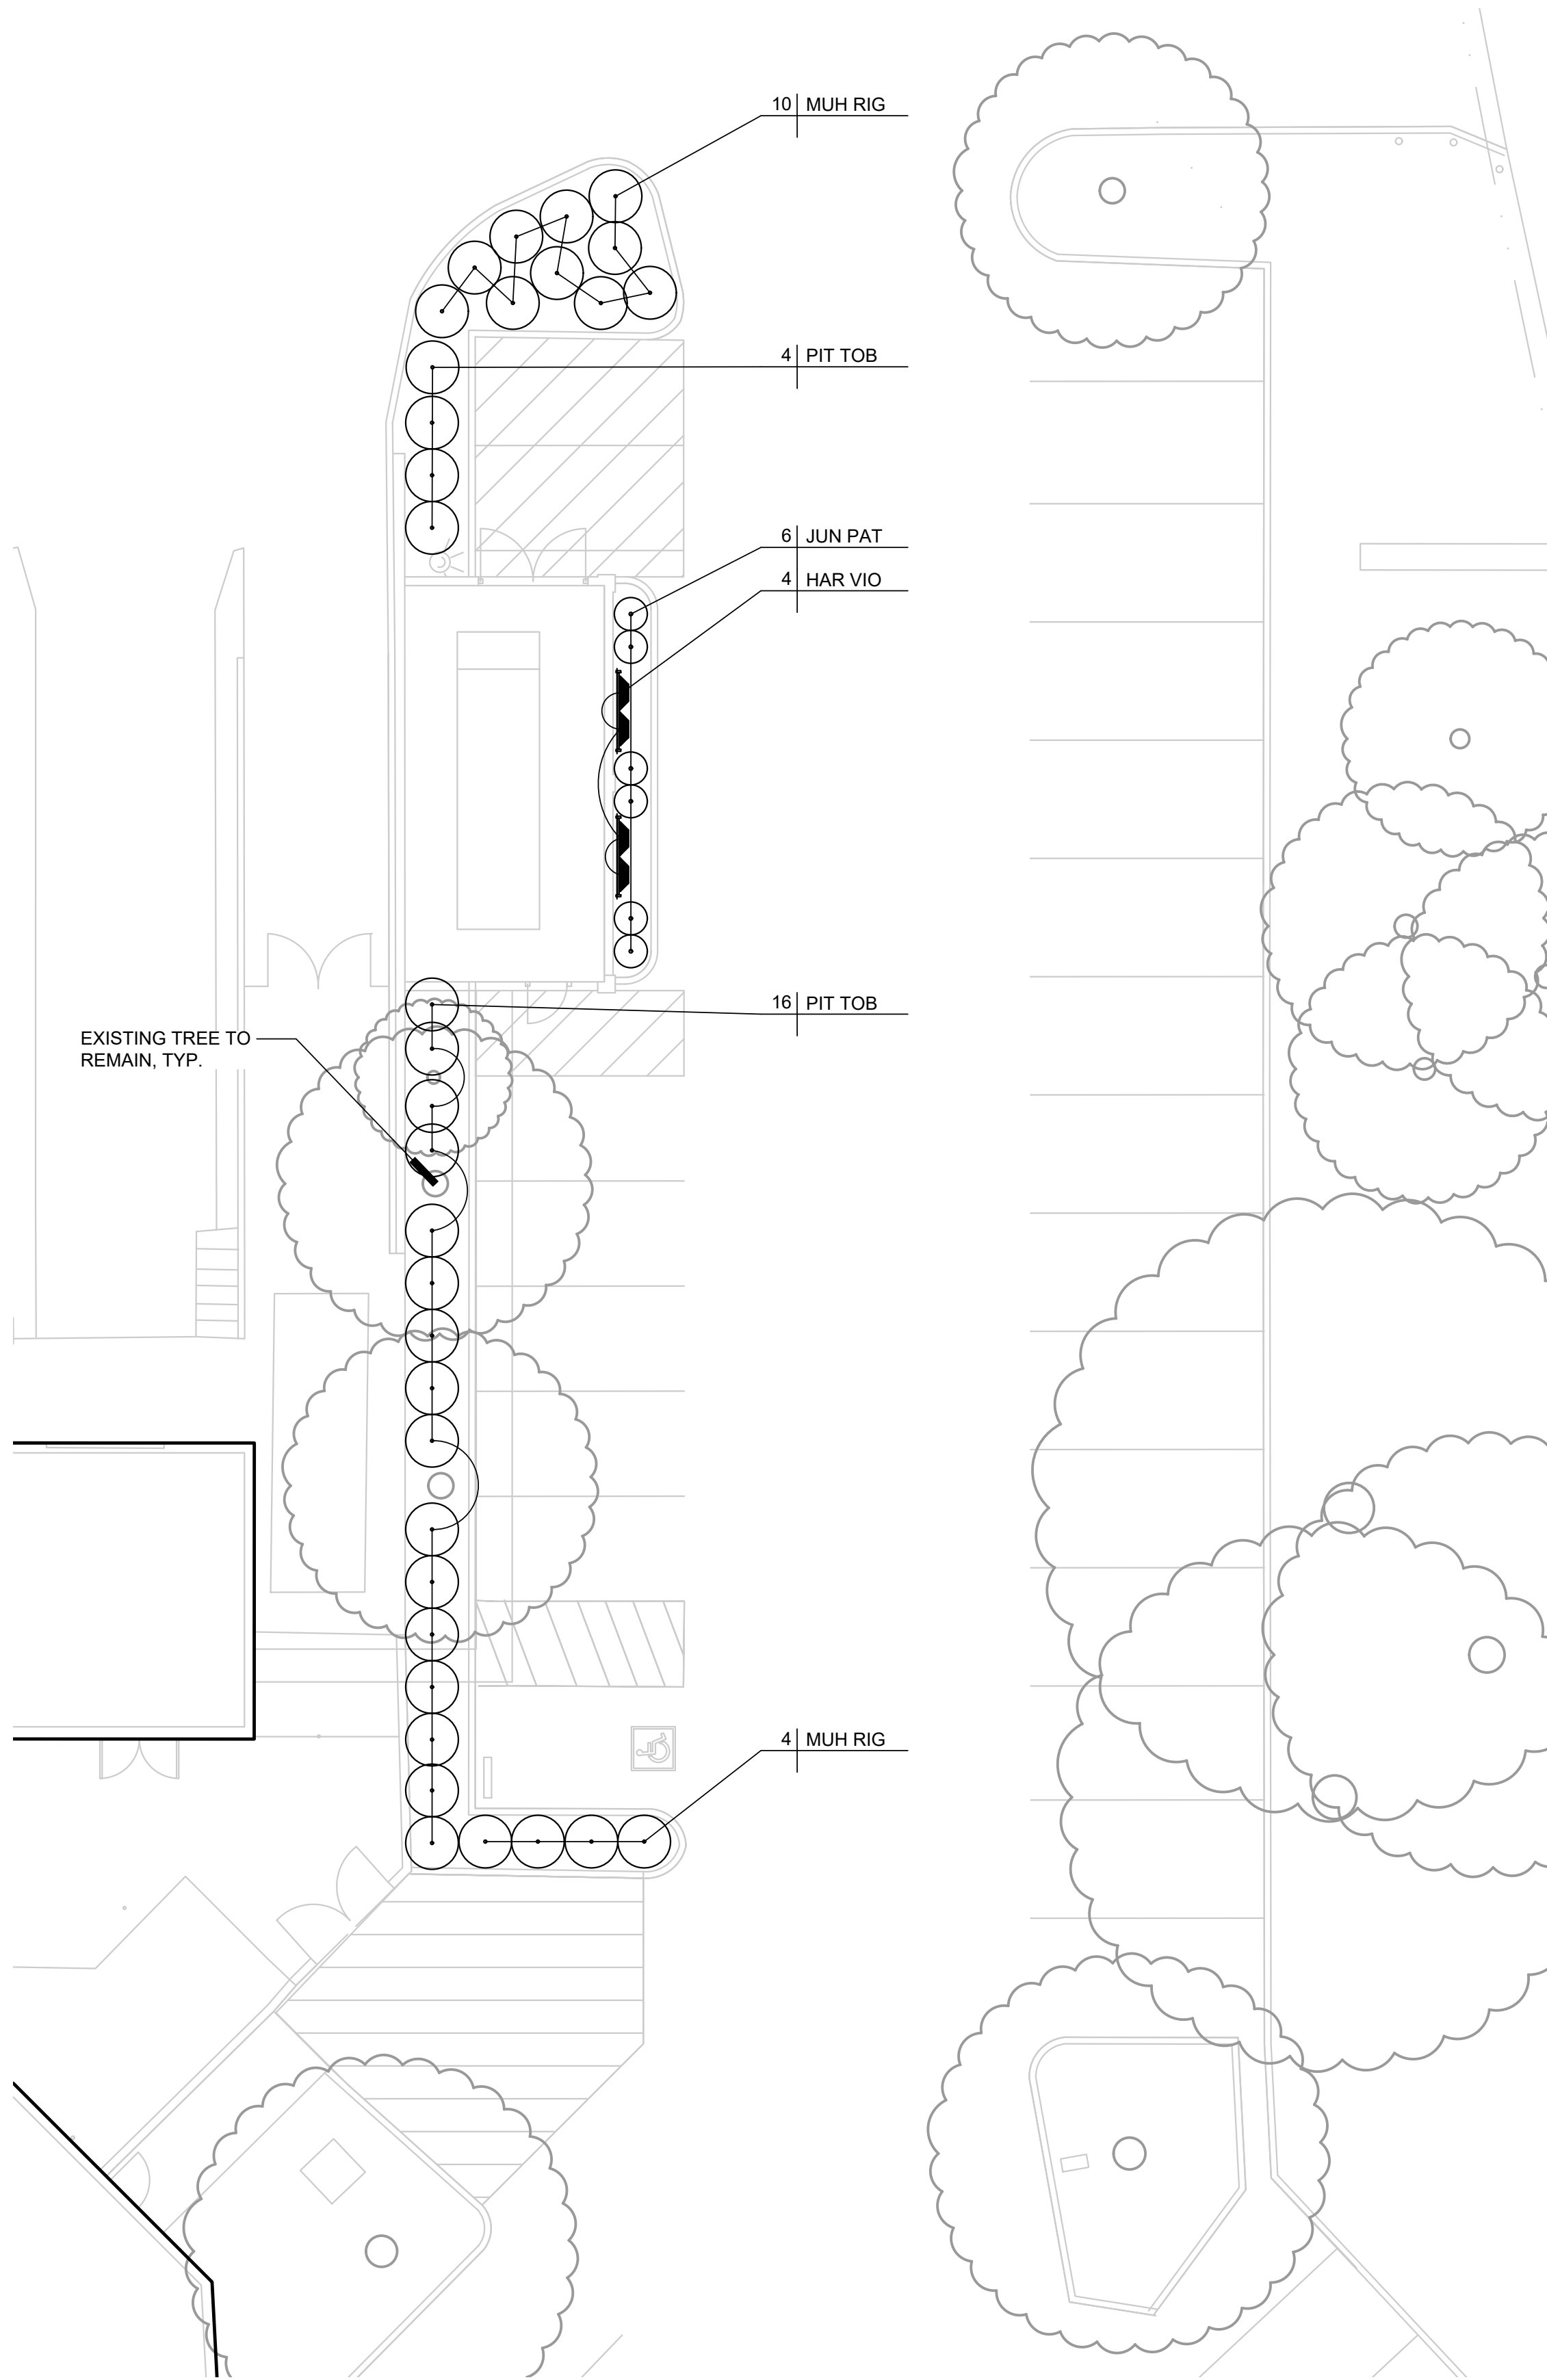 10 MUH RIG
4 PIT TOB
6 JUN PAT
4 HAR VIO
16 PIT TOB
EXISTING TREE TO
REMAIN, TYP.
4 MUH RIG